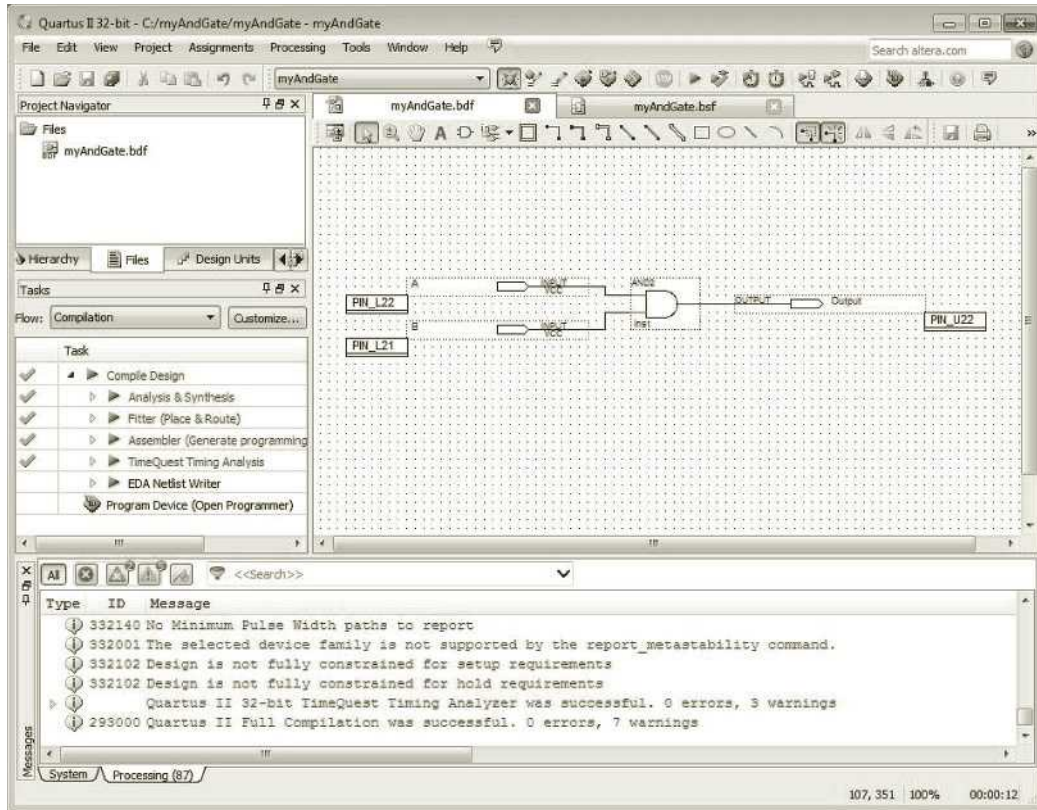 Quartus II 32-bit - C:/myAndGate/myAndGate - myAndGate
File Edit View Project Assignments Processing Tools Window Help
Search altera.com
myAndGate
Project Navigator
Files
myAndGate.bdf
Hierarchy Files Design Units
Tasks
Flow: Compilation Customize...
Task
Compile Design
Analysis & Synthesis
Fitter (Place & Route)
Assembler (Generate programming
TimeQuest Timing Analysis
EDA Netlist Writer
Program Device (Open Programmer)
myAndGate.bdf myAndGate.bsf
A INPUT VCC
PIN_L22
B INPUT VCC
PIN_L21
AND2
inst
OUTPUT Output
PIN_U22
All <<Search>>
Type ID Message
332140 No Minimum Pulse Width paths to report
332001 The selected device family is not supported by the report_metastability command.
332102 Design is not fully constrained for setup requirements
332102 Design is not fully constrained for hold requirements
Quartus II 32-bit TimeQuest Timing Analyzer was successful. 0 errors, 3 warnings
293000 Quartus II Full Compilation was successful. 0 errors, 7 warnings
Messages
System Processing (87)
107, 351 100% 00:00:12